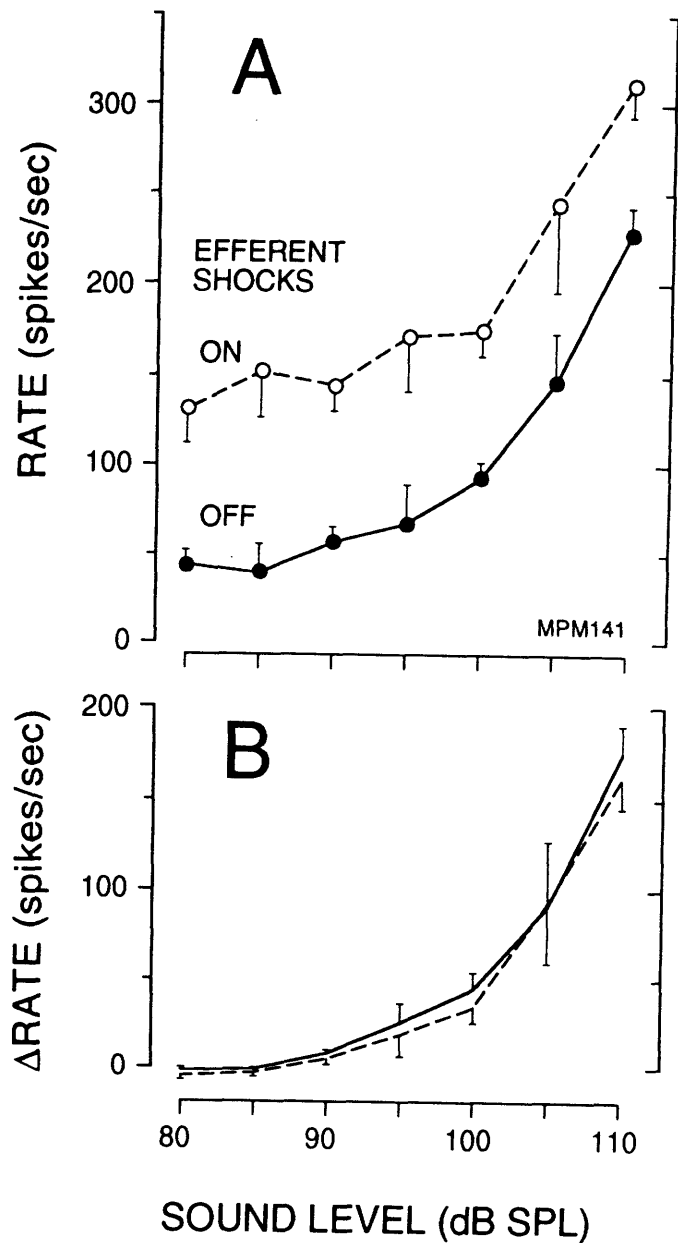 A
RATE (spikes/sec)
300
200
100
0
EFFERENT
SHOCKS
ON
OFF
MPM141
B
ΔRATE (spikes/sec)
200
100
0
80
90
100
110
SOUND LEVEL (dB SPL)